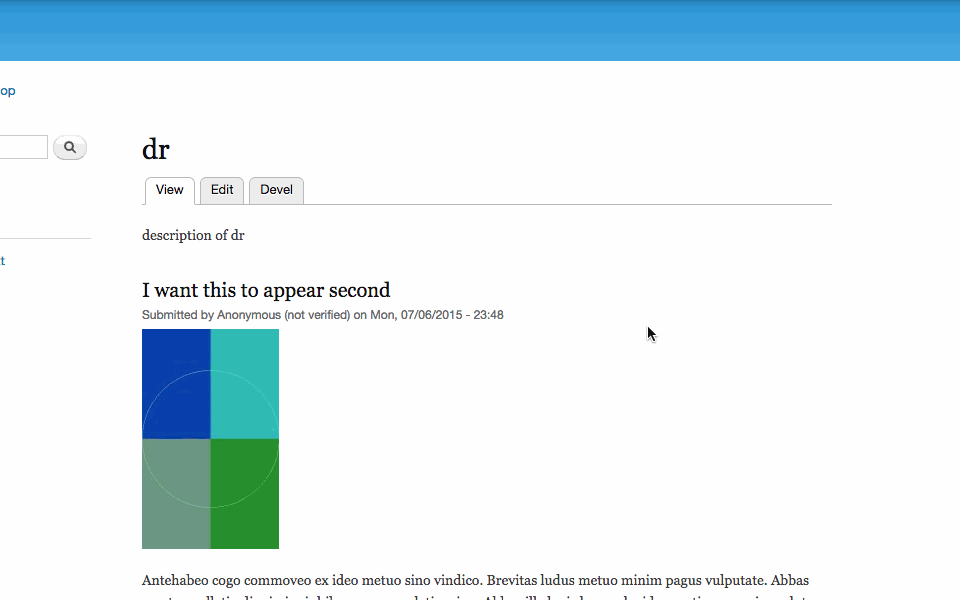 op
dr
View Edit Devel
description of dr
t
I want this to appear second
Submitted by Anonymous (not verified) on Mon, 07/06/2015 - 23:48
Antehabeo cogo commoveo ex ideo metuo sino vindico. Brevitas ludus metuo minim pagus vulputate. Abbas